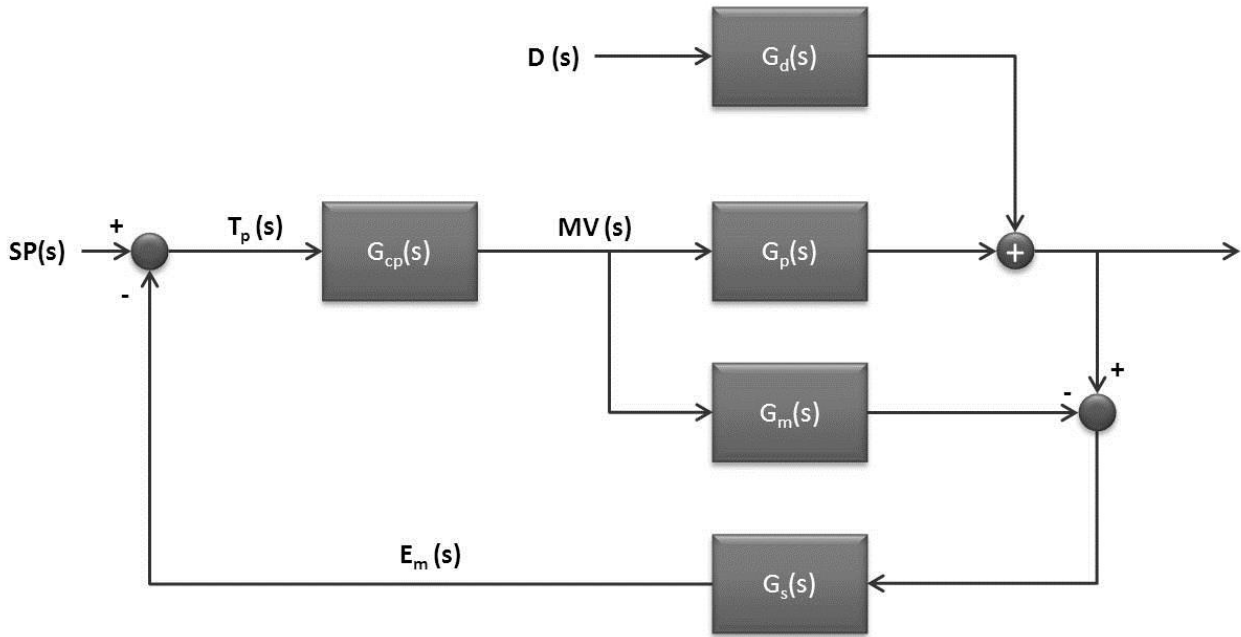 D (s)
G_d(s)
+
SP(s)
T_p (s)
G_cp(s)
MV (s)
G_p(s)
+
-
G_m(s)
-
+
E_m (s)
G_s(s)